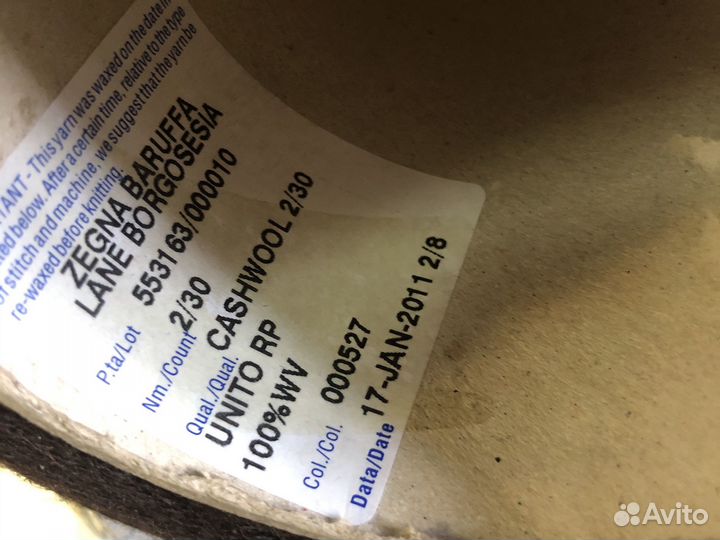 TANT - This yarn was waxed on the date in
ed below. After a certain time, relative to the type
of stitch and machine, we suggest that the yarn be
re-waxed before knitting.
ZEGNA BARUFFA
LANE BORGOSESIA
P.ta/Lot 553163/000010
Nm./Count 2/30
Qual./Qual. CASHWOOL 2/30
UNITO RP
100%WV
Col./Col. 000527
Data/Date 17-JAN-2011 2/8
Avito